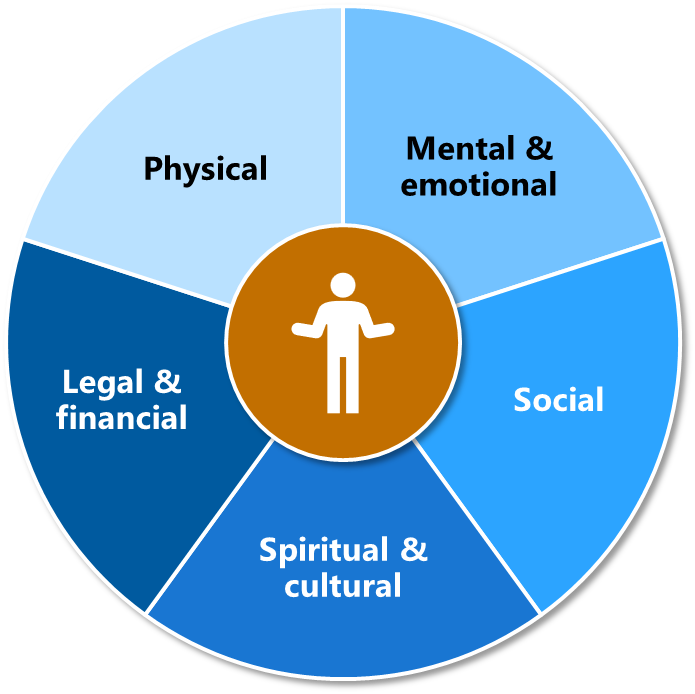 Physical
Mental &
emotional
Social
Spiritual &
cultural
Legal &
financial